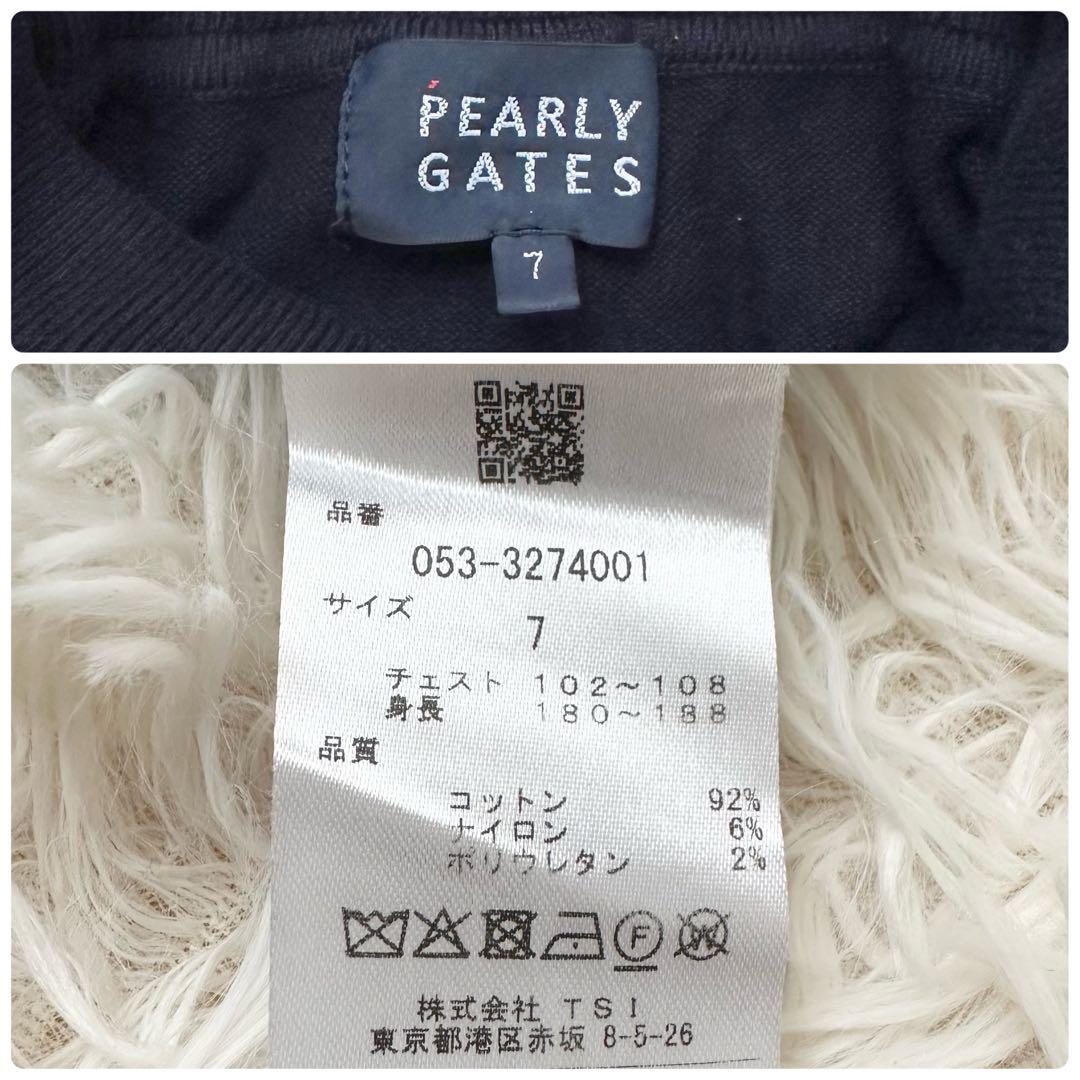 PEARLY
GATES
7
品番
053-3274001
サイズ
7
チェスト 102~108
身長 180~188
品質
コットン 92%
ナイロン 6%
ポリウレタン 2%
F
W
株式会社 TSI
東京都港区赤坂 8-5-26